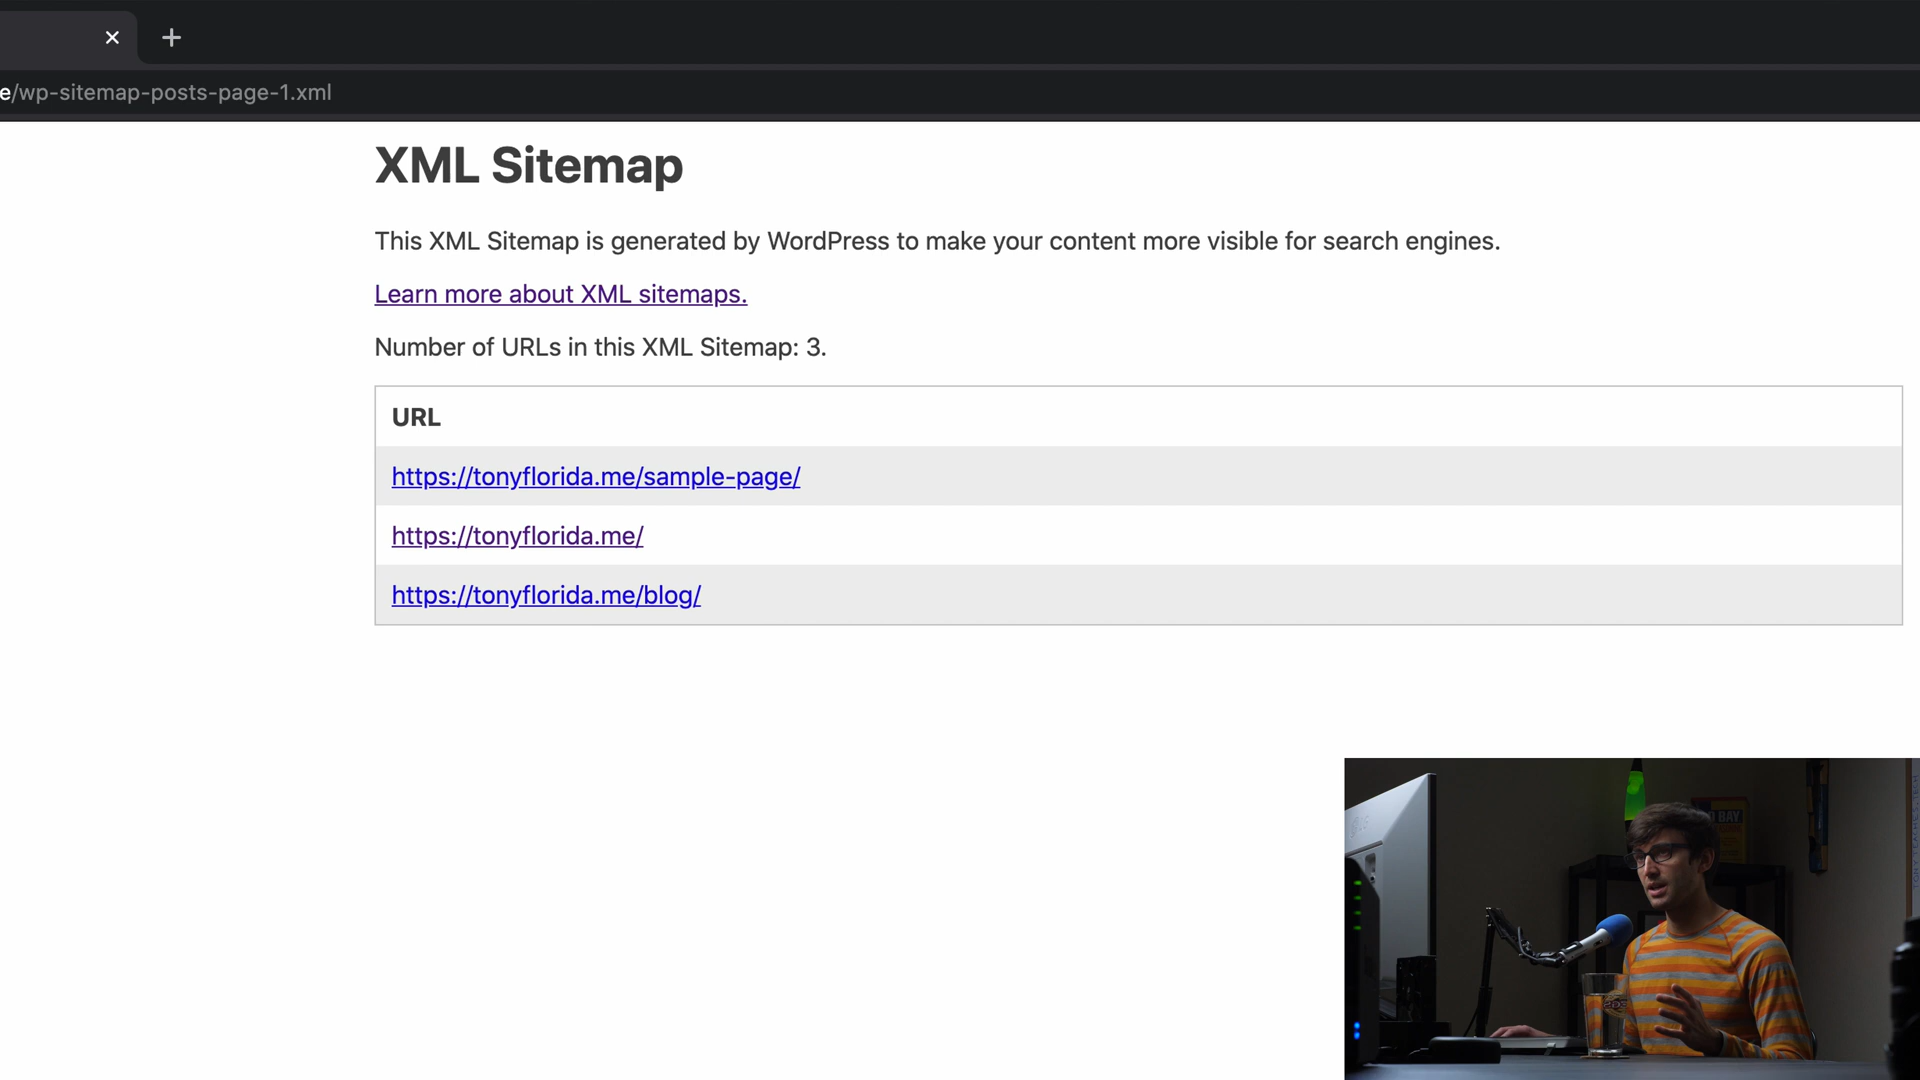 e/wp-sitemap-posts-page-1.xml
XML Sitemap
This XML Sitemap is generated by WordPress to make your content more visible for search engines.
Learn more about XML sitemaps.
Number of URLs in this XML Sitemap: 3.
URL
https://tonyflorida.me/sample-page/
https://tonyflorida.me/
https://tonyflorida.me/blog/
BAY